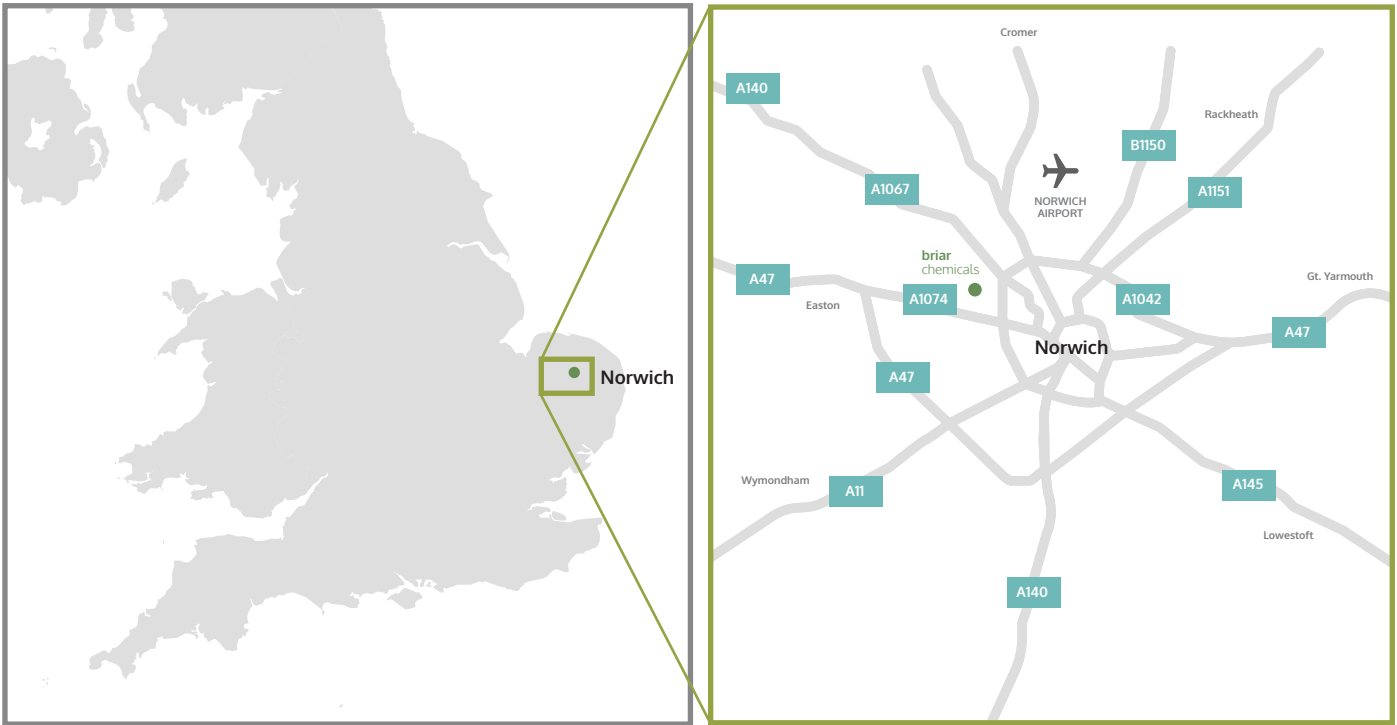 Norwich
Cromer
A140
Rackheath
B1150
A1067
A1151
NORWICH
AIRPORT
briar
chemicals
A47
A1074
A1042
Gt. Yarmouth
Easton
A47
Norwich
A47
Wymondham
A11
A145
Lowestoft
A140